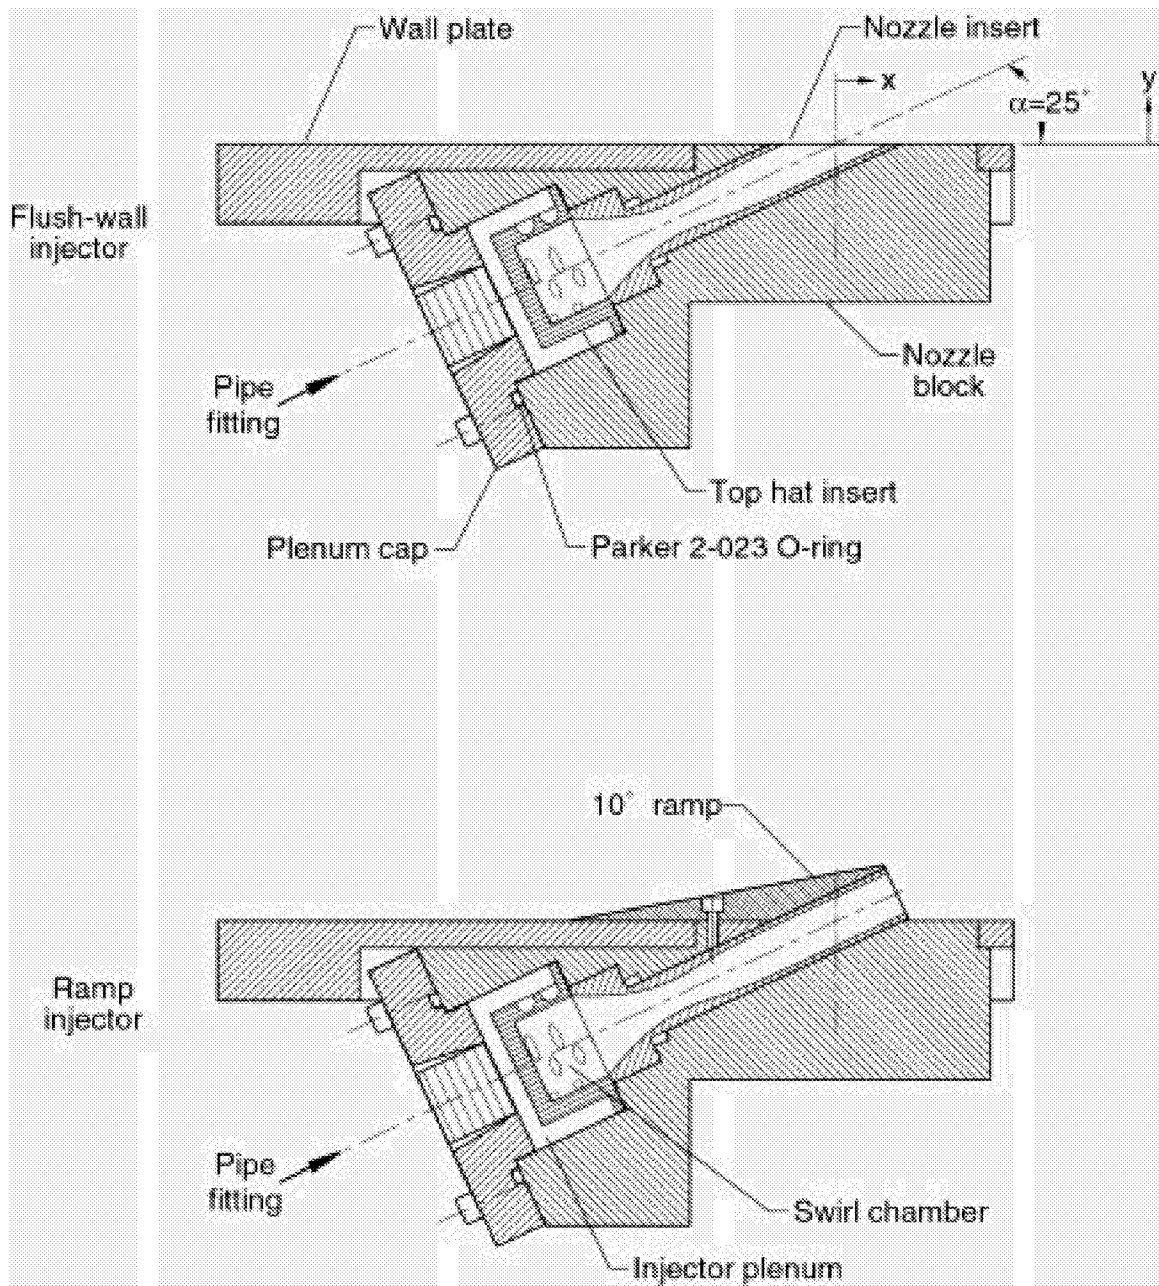 Wall plate
Nozzle insert
x
y
α=25°
Flush-wall
injector
Pipe
fitting
Nozzle
block
Top hat insert
Plenum cap
Parker 2-023 O-ring
10° ramp
Ramp
injector
Pipe
fitting
Swirl chamber
Injector plenum